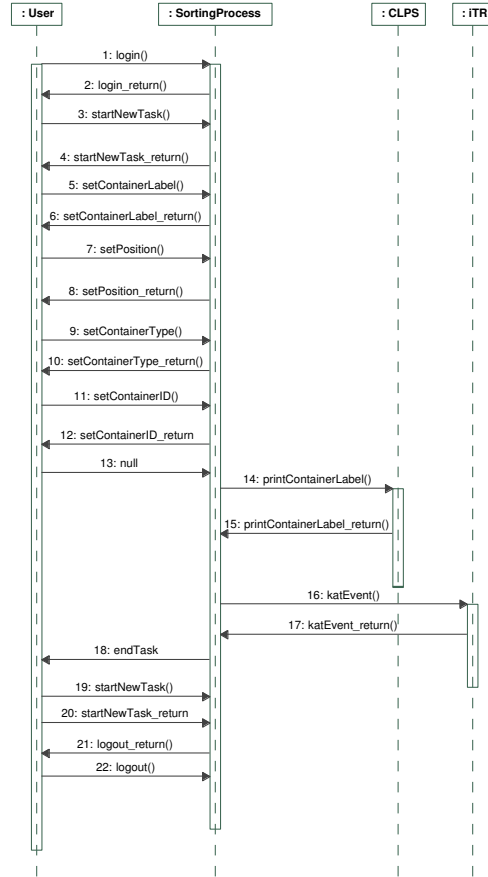 : User
: SortingProcess
: CLPS
: iTR
1: login()
2: login_return()
3: startNewTask()
4: startNewTask_return()
5: setContainerLabel()
6: setContainerLabel_return()
7: setPosition()
8: setPosition_return()
9: setContainerType()
10: setContainerType_return()
11: setContainerID()
12: setContainerID_return
13: null
14: printContainerLabel()
15: printContainerLabel_return()
16: katEvent()
17: katEvent_return()
18: endTask
19: startNewTask()
20: startNewTask_return
21: logout_return()
22: logout()